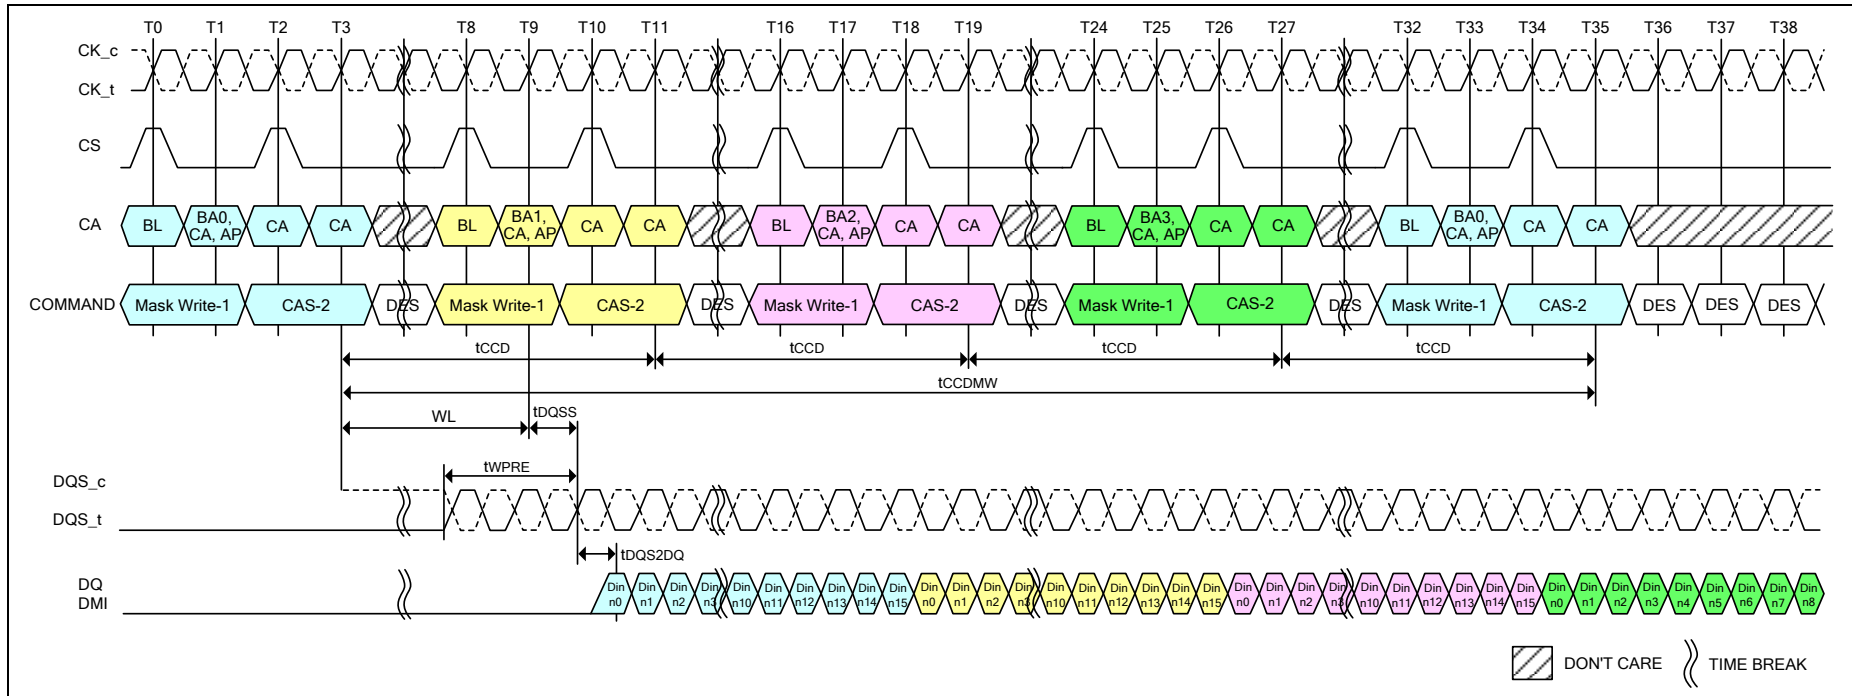 T0 T1 T2 T3 T8 T9 T10 T11 T16 T17 T18 T19 T24 T25 T26 T27 T32 T33 T34 T35 T36 T37 T38
CK_c
CK_t
CS
CA BL BA0, CA, AP CA CA BL BA1, CA, AP CA CA BL BA2, CA, AP CA CA BL BA3, CA, AP CA CA BL BA0, CA, AP CA CA
COMMAND Mask Write-1 CAS-2 DES Mask Write-1 CAS-2 DES Mask Write-1 CAS-2 DES Mask Write-1 CAS-2 DES Mask Write-1 CAS-2 DES DES DES
tCCD tCCD tCCD tCCD
tCCDMW
WL tDQSS
tWPRE
DQS_c
DQS_t
tDQS2DQ
DQ Din Din Din Din Din Din Din Din Din Din Din Din Din Din Din Din Din Din Din Din Din Din Din Din Din Din Din Din Din Din Din Din Din Din Din Din Din Din Din
DMI n0 n1 n2 n3 n10 n11 n12 n13 n14 n15 n0 n1 n2 n3 n10 n11 n12 n13 n14 n15 n0 n1 n2 n3 n10 n11 n12 n13 n14 n15 n0 n1 n2 n3 n4 n5 n6 n7 n8
DON'T CARE TIME BREAK